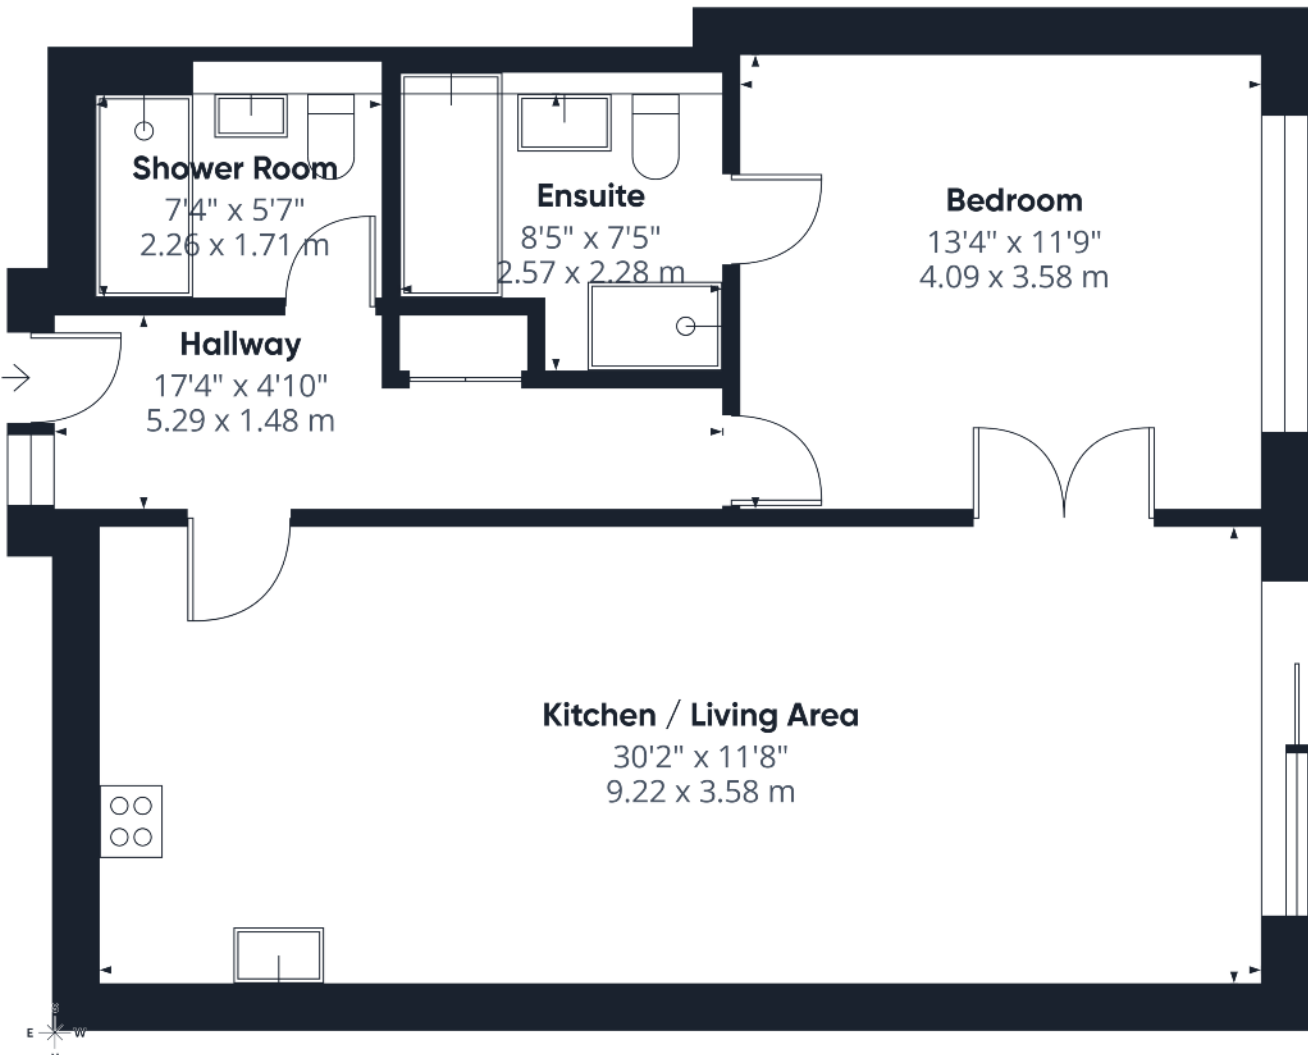 Shower Room
7'4" x 5'7"
2.26 x 1.71 m
Ensuite
8'5" x 7'5"
2.57 x 2.28 m
Bedroom
13'4" x 11'9"
4.09 x 3.58 m
Hallway
17'4" x 4'10"
5.29 x 1.48 m
Kitchen / Living Area
30'2" x 11'8"
9.22 x 3.58 m
S
E W